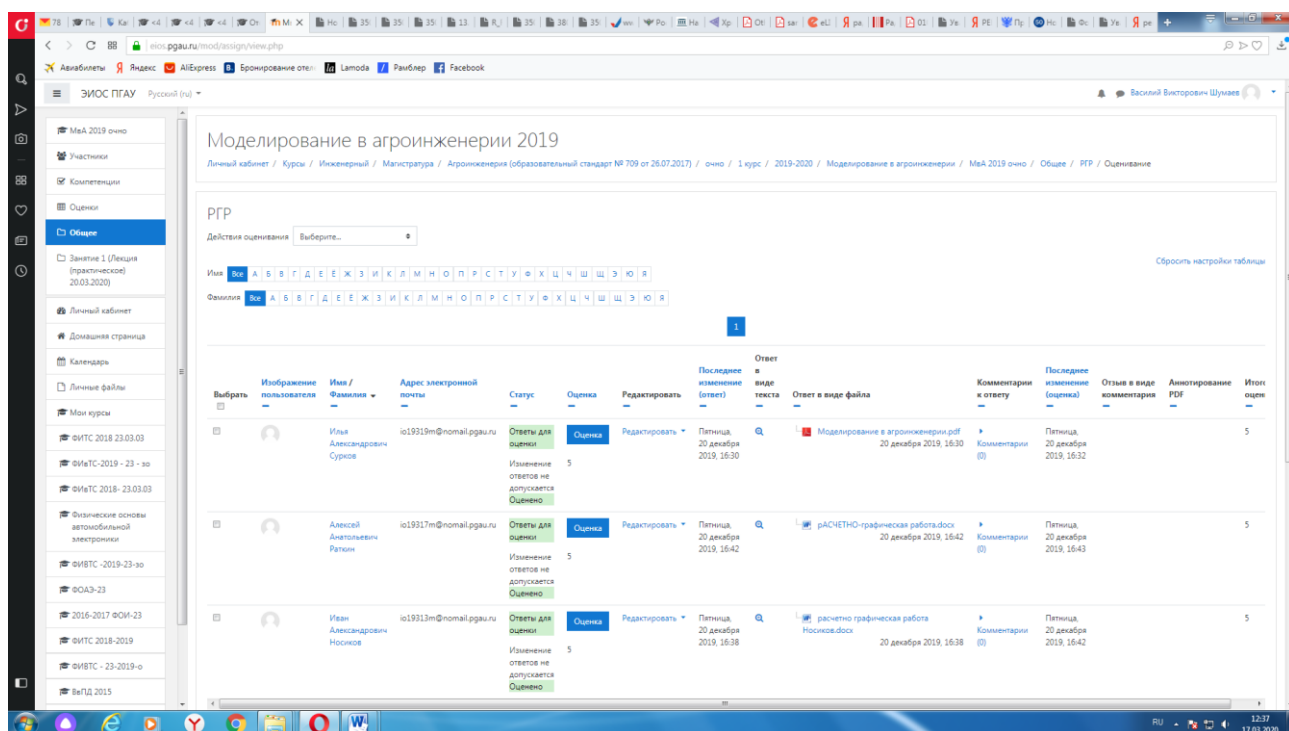 eios.pgau.ru/mod/assign/view.php
Авиабилеты Яндекс AliExpress Бронирование отел Lamoda Рамблер Facebook
ЭИОС ПГАУ Русский (ru)
Василий Викторович Шумаев
МвА 2019 очно
Участники
Компетенции
Оценки
Общее
Занятие 1 (Лекция
(практическое)
20.03.2020)
Личный кабинет
Домашняя страница
Календарь
Личные файлы
Мои курсы
ФИТС 2018 23.03.03
ФИвТС-2019 - 23 - зо
ФИвТС 2018- 23.03.03
Физические основы
автомобильной
электроники
ФИВТС -2019-23-зо
ФОАЭ-23
2016-2017 ФОИ-23
ФИТС 2018-2019
ФИВТС - 23-2019-о
ВвПД 2015
Моделирование в агроинженерии 2019
Личный кабинет / Курсы / Инженерный / Магистратура / Агроинженерия (образовательный стандарт № 709 от 26.07.2017) / очно / 1 курс / 2019-2020 / Моделирование в агроинженерии / МвА 2019 очно / Общее / РГР / Оценивание
РГР
Действия оценивания Выберите...
Сбросить настройки таблицы
Имя Все А Б В Г Д Е Ё Ж З И К Л М Н О П Р С Т У Ф Х Ц Ч Ш Щ Э Ю Я
Фамилия Все А Б В Г Д Е Ё Ж З И К Л М Н О П Р С Т У Ф Х Ц Ч Ш Щ Э Ю Я
1
Выбрать
Изображение
пользователя
Имя /
Фамилия
Адрес электронной
почты
Статус
Оценка
Редактировать
Последнее
изменение
(ответ)
Ответ
в
виде
текста
Ответ в виде файла
Комментарии
к ответу
Последнее
изменение
(оценка)
Отзыв в виде
комментария
Аннотирование
PDF
Илья
Александрович
Сурков
io19319m@nomail.pgau.ru
Ответы для
оценки
Изменение
ответов не
допускается
Оценено
Оценка
5
Редактировать
Пятница,
20 декабря
2019, 16:30
Моделирование в агроинженерии.pdf
20 декабря 2019, 16:30
Комментарии
(0)
Пятница,
20 декабря
2019, 16:32
5
Алексей
Анатольевич
Раткин
io19317m@nomail.pgau.ru
Ответы для
оценки
Изменение
ответов не
допускается
Оценено
Оценка
5
Редактировать
Пятница,
20 декабря
2019, 16:42
рАСЧЕТНО-графическая работа.docx
20 декабря 2019, 16:42
Комментарии
(0)
Пятница,
20 декабря
2019, 16:43
5
Иван
Александрович
Носиков
io19313m@nomail.pgau.ru
Ответы для
оценки
Изменение
ответов не
допускается
Оценено
Оценка
5
Редактировать
Пятница,
20 декабря
2019, 16:38
расчетно графическая работа
Носиков.docx
20 декабря 2019, 16:38
Комментарии
(0)
Пятница,
20 декабря
2019, 16:42
5
RU
12:37
17.03.2020